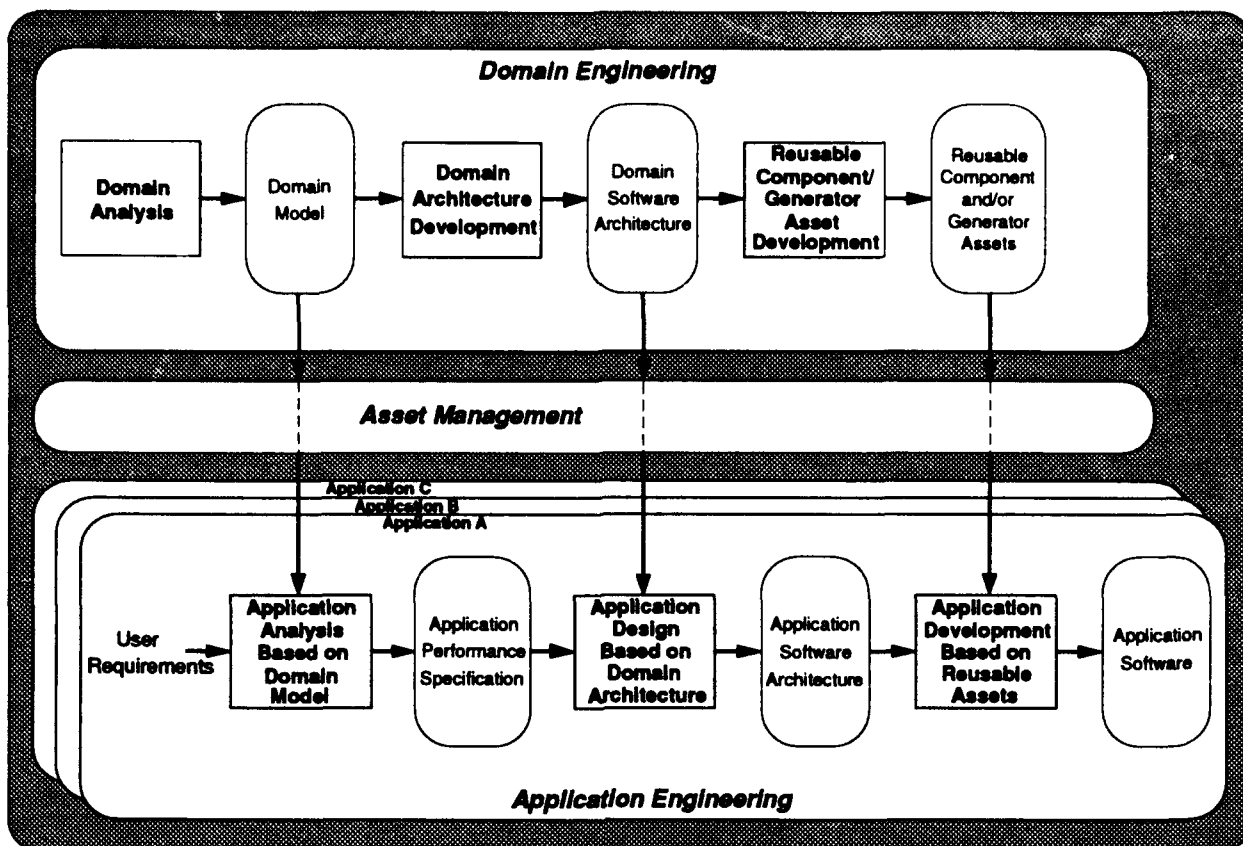 Domain Engineering
Domain
Analysis
Domain
Model
Domain
Architecture
Development
Domain
Software
Architecture
Reusable
Component/
Generator
Asset
Development
Reusable
Component
and/or
Generator
Assets
Asset Management
Application C
Application B
Application A
User
Requirements
Application
Analysis
Based on
Domain
Model
Application
Performance
Specification
Application
Design
Based on
Domain
Architecture
Application
Software
Architecture
Application
Development
Based on
Reusable
Assets
Application
Software
Application Engineering